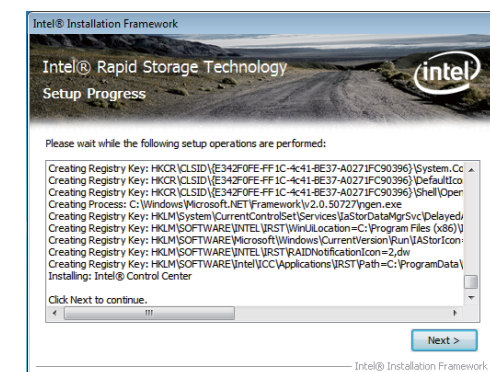 Intel® Installation Framework
Intel® Rapid Storage Technology
intel
Setup Progress
Please wait while the following setup operations are performed:
Creating Registry Key: HKCR\CLSID\{E342F0FE-FF1C-4c41-BE37-A0271FC90396}\System.Co
Creating Registry Key: HKCR\CLSID\{E342F0FE-FF1C-4c41-BE37-A0271FC90396}\DefaultIco
Creating Registry Key: HKCR\CLSID\{E342F0FE-FF1C-4c41-BE37-A0271FC90396}\Shell\Open
Creating Process: C:\Windows\Microsoft.NET\Framework\v2.0.50727\ngen.exe
Creating Registry Key: HKLM\System\CurrentControlSet\Services\IaStorDataMgrSvc\DelayedA
Creating Registry Key: HKLM\SOFTWARE\INTEL\IRST\WinUiLocation=C:\Program Files (x86)\I
Creating Registry Key: HKLM\SOFTWARE\Microsoft\Windows\CurrentVersion\Run\IAStorIcon=
Creating Registry Key: HKLM\SOFTWARE\INTEL\IRST\RAIDNotificationIcon=2,dw
Creating Registry Key: HKLM\SOFTWARE\Intel\ICC\Applications\IRST\Path=C:\ProgramData\
Installing: Intel® Control Center
Click Next to continue.
Next >
Intel® Installation Framework